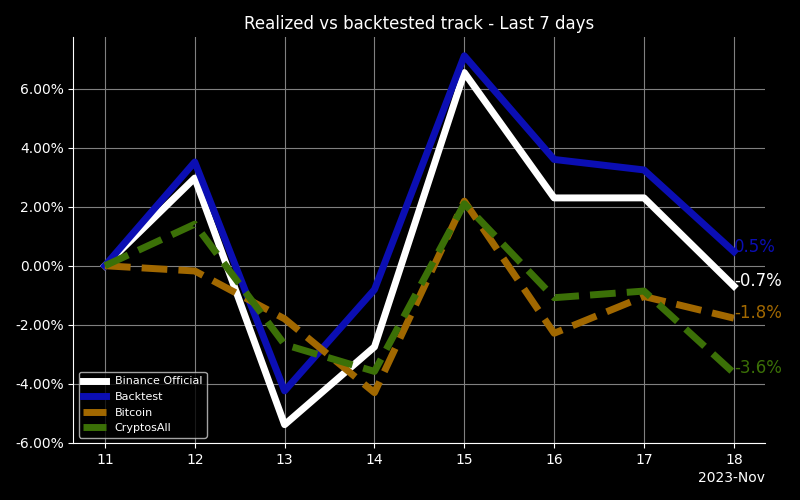 Realized vs backtested track - Last 7 days
6.00%
4.00%
2.00%
0.00%
-2.00%
-4.00%
-6.00%
0.5%
-0.7%
-1.8%
-3.6%
Binance Official
Backtest
Bitcoin
CryptosAll
11 12 13 14 15 16 17 18
2023-Nov